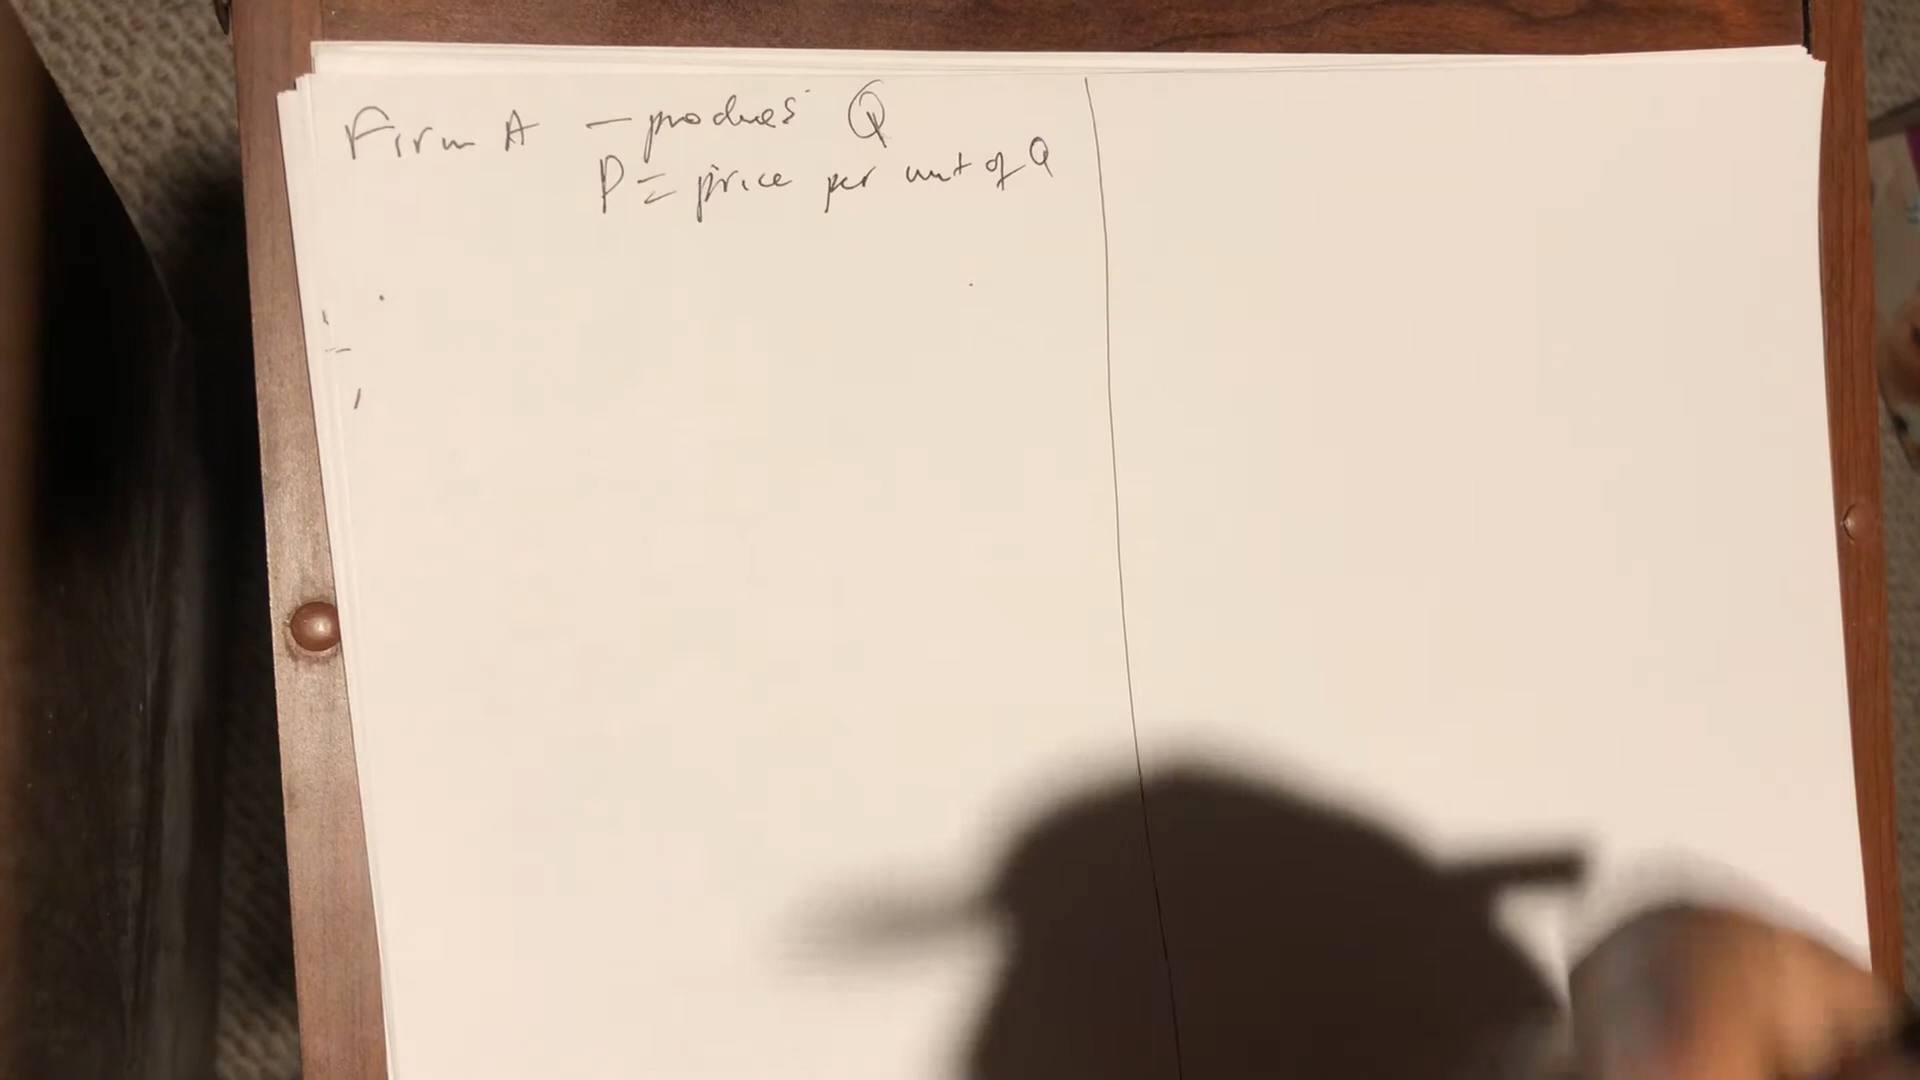 Firm A — produces Q
P = price per unit of Q